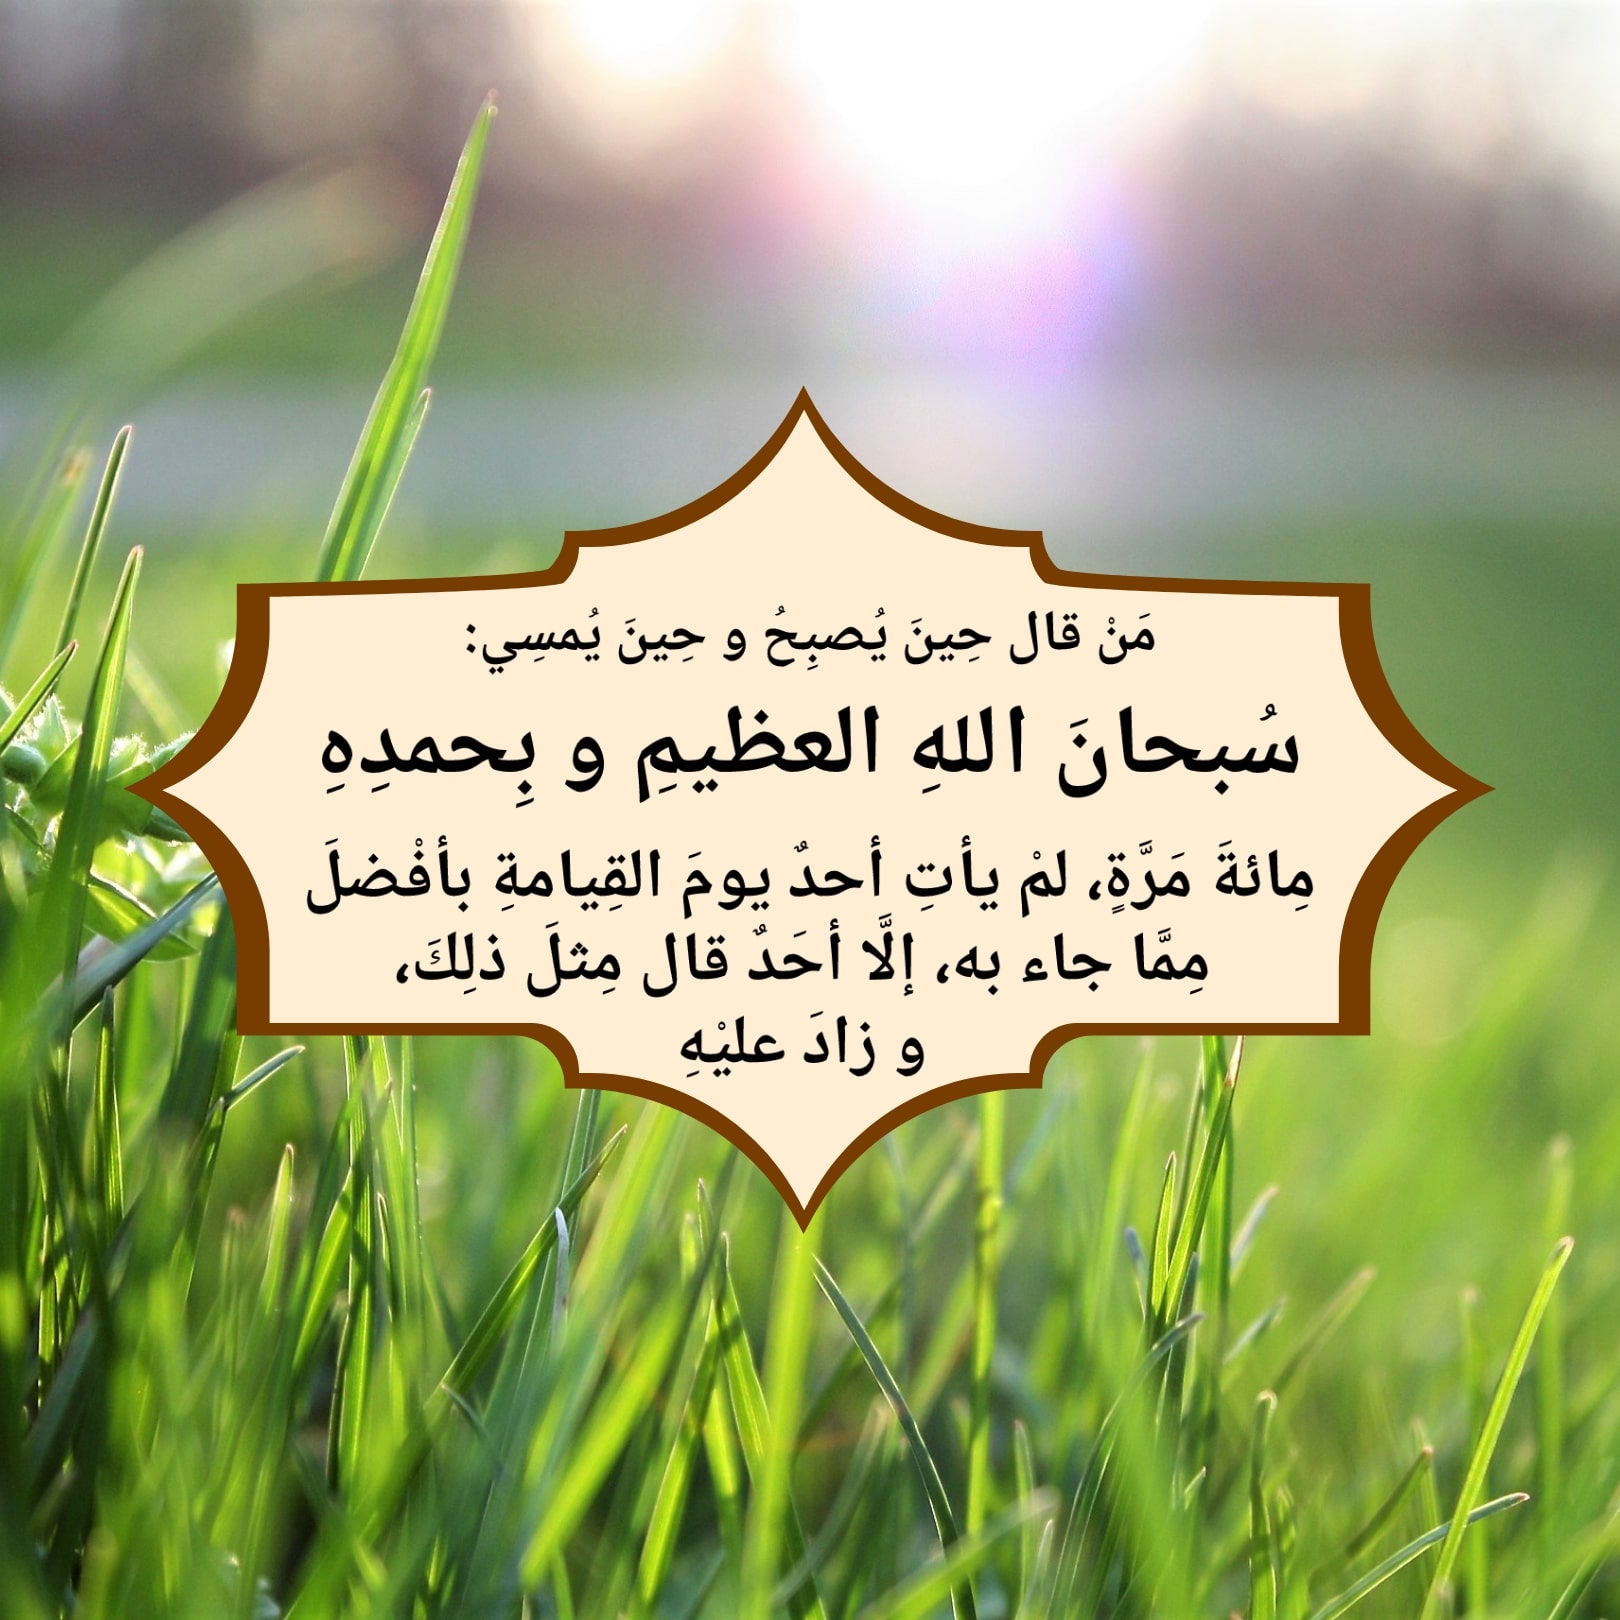 مَنْ قال حِينَ يُصبِحُ و حِينَ يُمسِي:
سُبحانَ اللهِ العظيمِ و بِحمدِهِ
مِائةَ مَرَّةٍ، لمْ يأتِ أحدٌ يومَ القِيامةِ بأفْضلَ
مِمَّا جاء به، إلَّا أحَدٌ قال مِثلَ ذلِكَ،
و زادَ عليْهِ